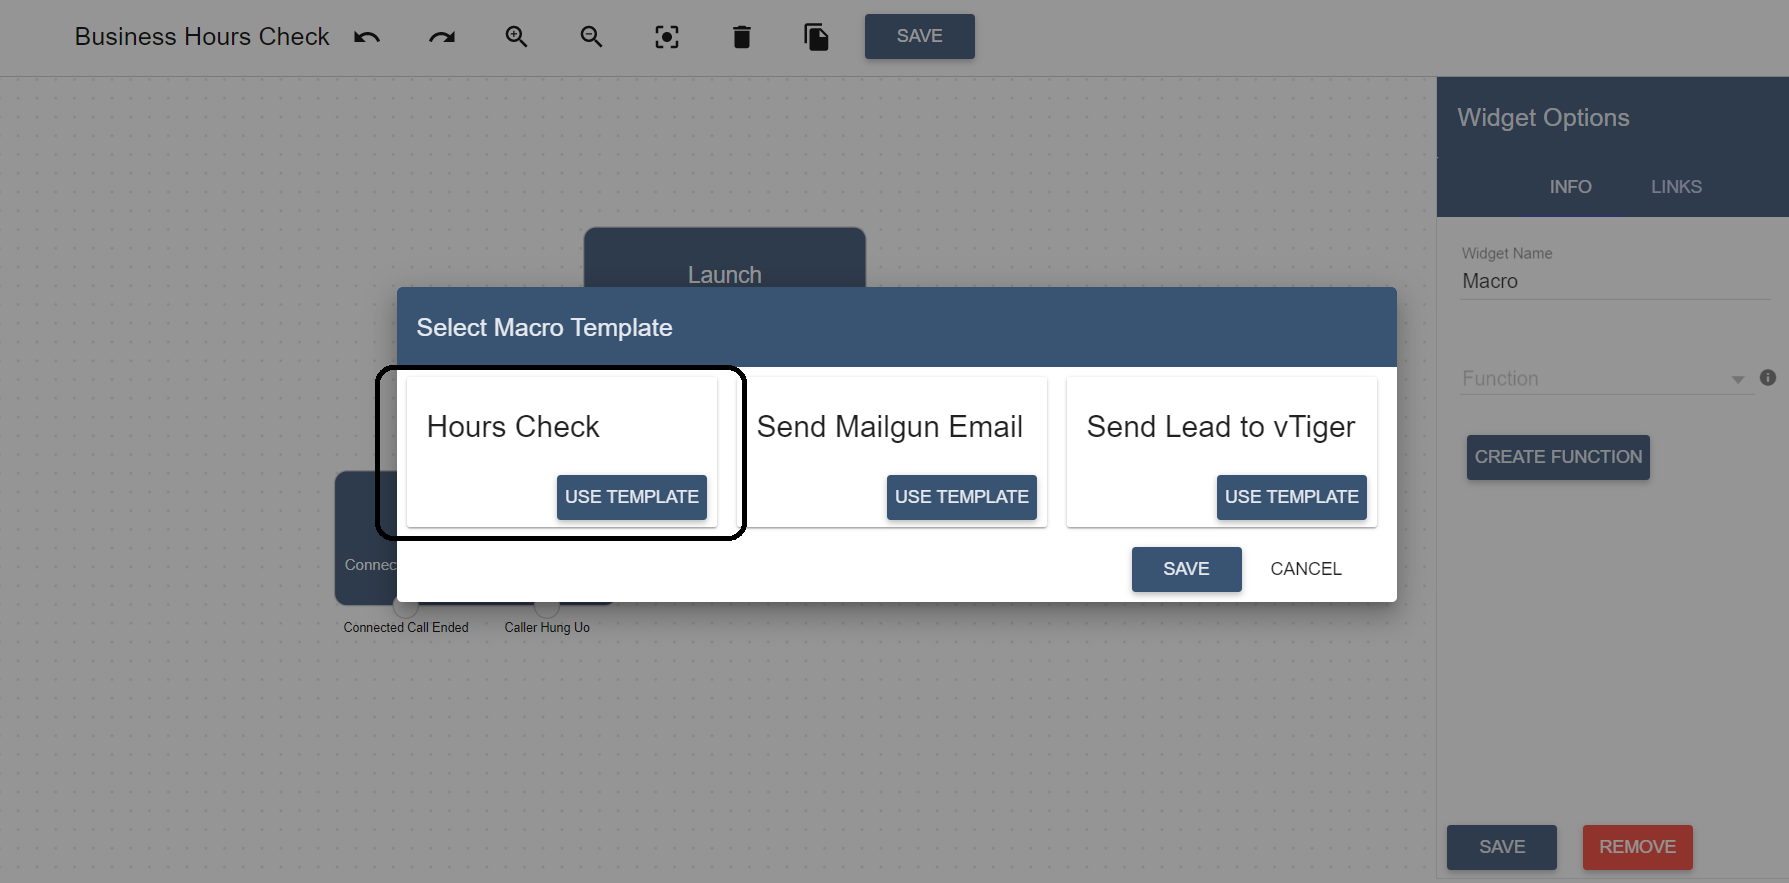 Business Hours Check
SAVE
Widget Options
INFO
LINKS
Widget Name
Macro
Function
CREATE FUNCTION
Launch
Select Macro Template
Hours Check
USE TEMPLATE
Send Mailgun Email
USE TEMPLATE
Send Lead to vTiger
USE TEMPLATE
SAVE
CANCEL
Connec
Connected Call Ended
Caller Hung Uo
SAVE
REMOVE